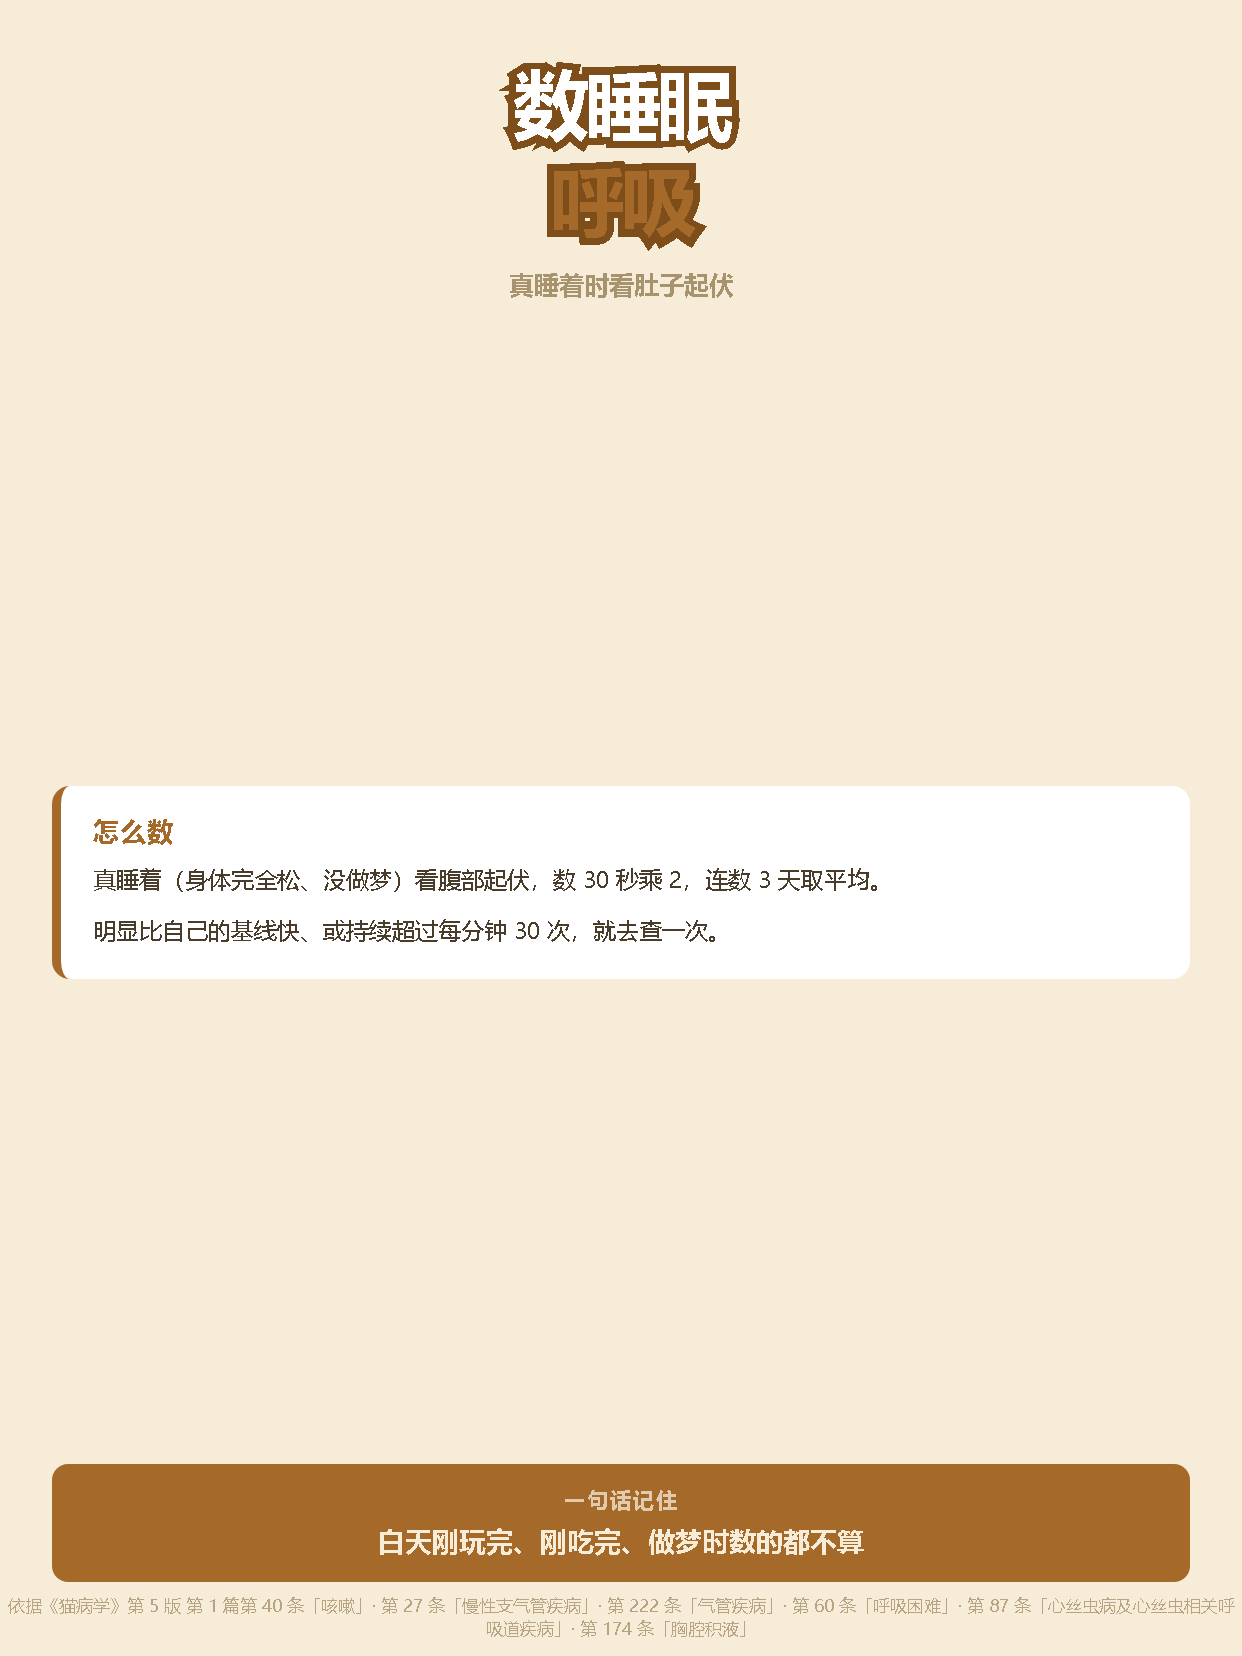 数睡眠
呼吸
真睡着时看肚子起伏
怎么数
真睡着（身体完全松、没做梦）看腹部起伏，数 30 秒乘 2，连数 3 天取平均。
明显比自己的基线快、或持续超过每分钟 30 次，就去查一次。
一句话记住
白天刚玩完、刚吃完、做梦时数的都不算
依据《猫病学》第 5 版 第 1 篇第 40 条「咳嗽」· 第 27 条「慢性支气管疾病」· 第 222 条「气管疾病」· 第 60 条「呼吸困难」· 第 87 条「心丝虫病及心丝虫相关呼
吸道疾病」· 第 174 条「胸腔积液」